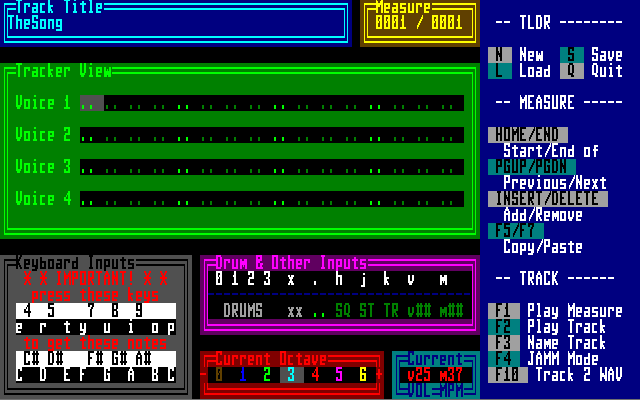 Track Title
TheSong
Measure
0001 / 0001
Tracker View
Voice 1 .. .. .. .. .. .. .. .. .. .. .. .. .. .. .. ..
Voice 2 .. .. .. .. .. .. .. .. .. .. .. .. .. .. .. ..
Voice 3 .. .. .. .. .. .. .. .. .. .. .. .. .. .. .. ..
Voice 4 .. .. .. .. .. .. .. .. .. .. .. .. .. .. .. ..
Keyboard Inputs
* * IMPORTANT! * *
press these keys
4 5 7 8 9
e r t y u i o p
to get these notes
C# D# F# G# A#
C D E F G A B C
Drum & Other Inputs
0 1 2 3 x . h j k v m
DRUMS xx .. SQ ST TR v## m##
Current Octave
- 0 1 2 3 4 5 6 +
Current
v25 m37
VOL=MPM
-- TLDR -----
N New S Save
L Load Q Quit
-- MEASURE -----
HOME/END
Start/End of
PGUP/PGDN
Previous/Next
INSERT/DELETE
Add/Remove
F5/F7
Copy/Paste
-- TRACK -----
F1 Play Measure
F2 Play Track
F3 Name Track
F4 JAMM Mode
F10 Track 2 WAV